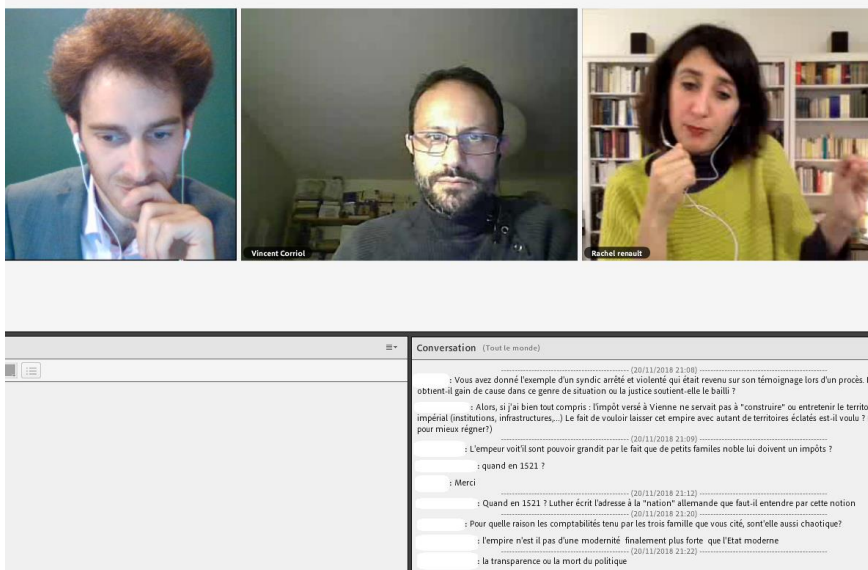 Vincent Corriol
Rachel renault
Conversation (Tout le monde)
(20/11/2018 21:08)
: Vous avez donné l'exemple d'un syndic arrêté et violenté qui était revenu sur son témoignage lors d'un procès.
obtient-il gain de cause dans ce genre de situation ou la justice soutient-elle le bailli ?
: Alors, si j'ai bien tout compris : l'impôt versé à Vienne ne servait pas à "construire" ou entretenir le territo
impérial (institutions, infrastructures,...) Le fait de vouloir laisser cet empire avec autant de territoires éclatés est-il voulu ?
pour mieux régner?)
(20/11/2018 21:09)
: L'empeur voit'il sont pouvoir grandit par le fait que de petits familes noble lui doivent un impôts ?
: quand en 1521 ?
: Merci
(20/11/2018 21:12)
: Quand en 1521 ? Luther écrit l'adresse à la "nation" allemande que faut-il entendre par cette notion
(20/11/2018 21:20)
: Pour quelle raison les comptabilités tenu par les trois famille que vous cité, sont'elle aussi chaotique?
: l'empire n'est il pas d'une modernité finalement plus forte que l'Etat moderne
(20/11/2018 21:22)
: la transparence ou la mort du politique